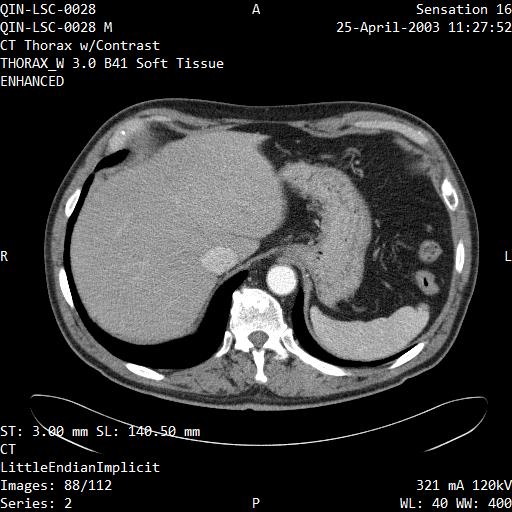 QIN-LSC-0028
A
Sensation 16
QIN-LSC-0028 M
25-April-2003 11:27:52
CT Thorax w/Contrast
THORAX_W 3.0 B41 Soft Tissue
ENHANCED
R
L
ST: 3.00 mm SL: 140.50 mm
CT
LittleEndianImplicit
Images: 88/112
321 mA 120kV
Series: 2
P
WL: 40 WW: 400